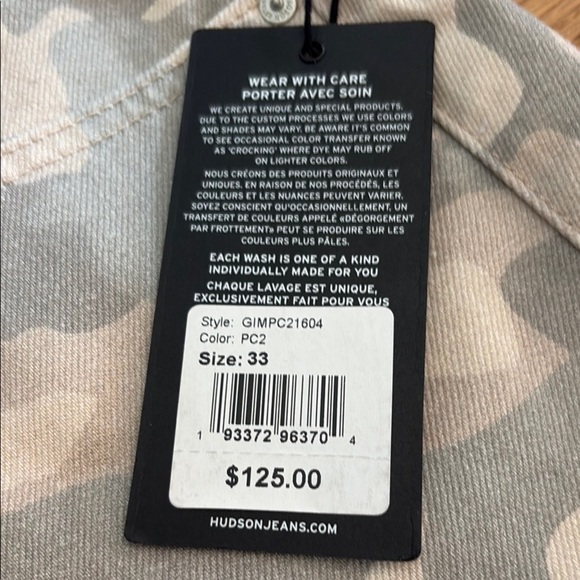 WEAR WITH CARE
PORTER AVEC SOIN
WE CREATE UNIQUE AND SPECIAL PRODUCTS.
DUE TO THE CUSTOM PROCESSES WE USE COLORS
AND SHADES MAY VARY. BE AWARE IT'S COMMON
TO SEE OCCASIONAL COLOR TRANSFER KNOWN
AS 'CROCKING' WHERE DYE MAY RUB OFF
ON LIGHTER COLORS.
NOUS CRÉONS DES PRODUITS ORIGINAUX ET
UNIQUES. EN RAISON DE NOS PROCÉDÉS, LES
COULEURS ET LES NUANCES PEUVENT VARIER.
SOYEZ CONSCIENT QU'OCCASIONNELLEMENT, UN
TRANSFERT DE COULEURS APPELÉ «DÉGORGEMENT
PAR FROTTEMENT» PEUT SE PRODUIRE SUR LES
COULEURS PLUS PÂLES.
EACH WASH IS ONE OF A KIND
INDIVIDUALLY MADE FOR YOU
CHAQUE LAVAGE EST UNIQUE,
EXCLUSIVEMENT FAIT POUR VOUS
Style: GIMPC21604
Color: PC2
Size: 33
1 93372 96370 4
$125.00
HUDSONJEANS.COM